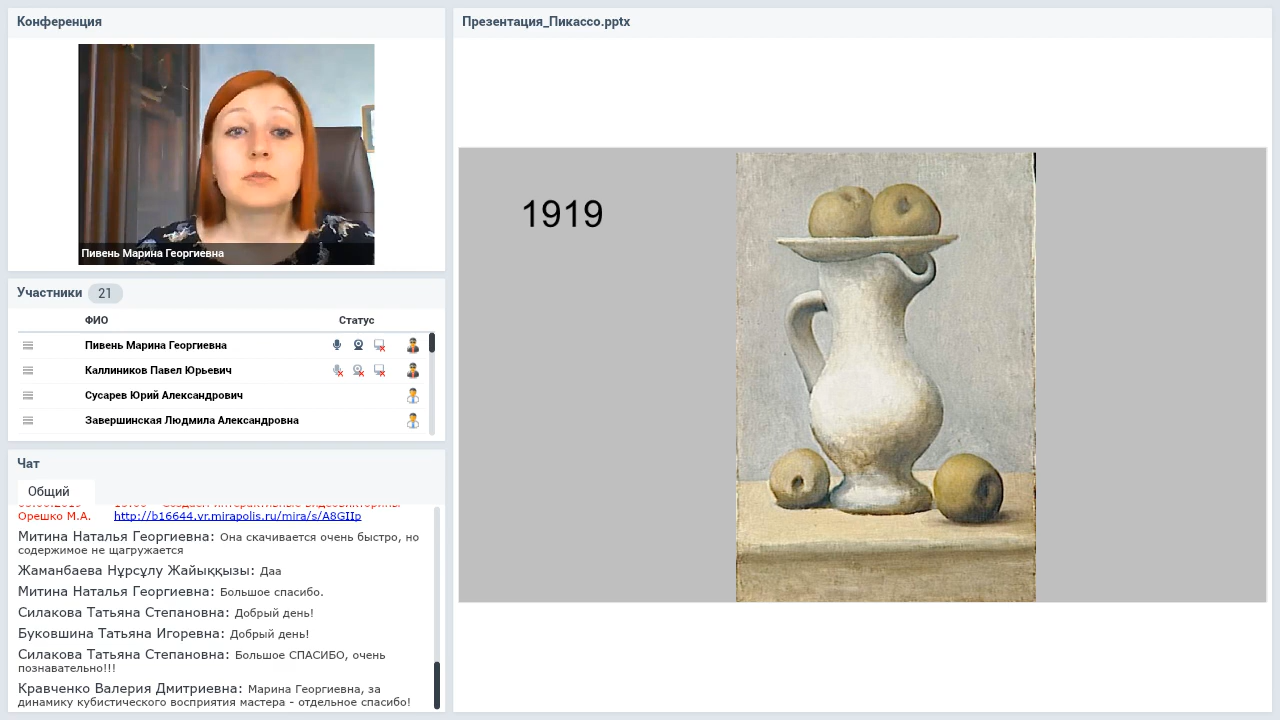 Конференция
Пивень Марина Георгиевна
Участники 21
ФИО Статус
Пивень Марина Георгиевна
Каллиников Павел Юрьевич
Сусарев Юрий Александрович
Завершинская Людмила Александровна
Чат
Общий
Орешко М.А. http://b16644.vr.mirapolis.ru/mira/s/A8GIIp
Митина Наталья Георгиевна: Она скачивается очень быстро, но
содержимое не щагружается
Жаманбаева Нұрсұлу Жайыққызы: Даа
Митина Наталья Георгиевна: Большое спасибо.
Силакова Татьяна Степановна: Добрый день!
Буковшина Татьяна Игоревна: Добрый день!
Силакова Татьяна Степановна: Большое СПАСИБО, очень
познавательно!!!
Кравченко Валерия Дмитриевна: Марина Георгиевна, за
динамику кубистического восприятия мастера - отдельное спасибо!
Презентация_Пикассо.pptx
1919